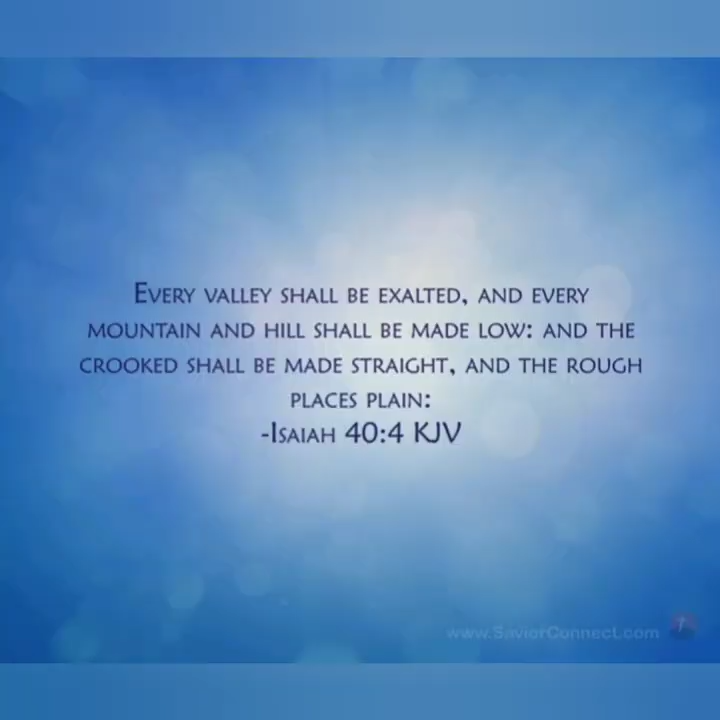 Every valley shall be exalted, and every
mountain and hill shall be made low: and the
crooked shall be made straight, and the rough
places plain:
-Isaiah 40:4 KJV
www.SaviorConnect.com